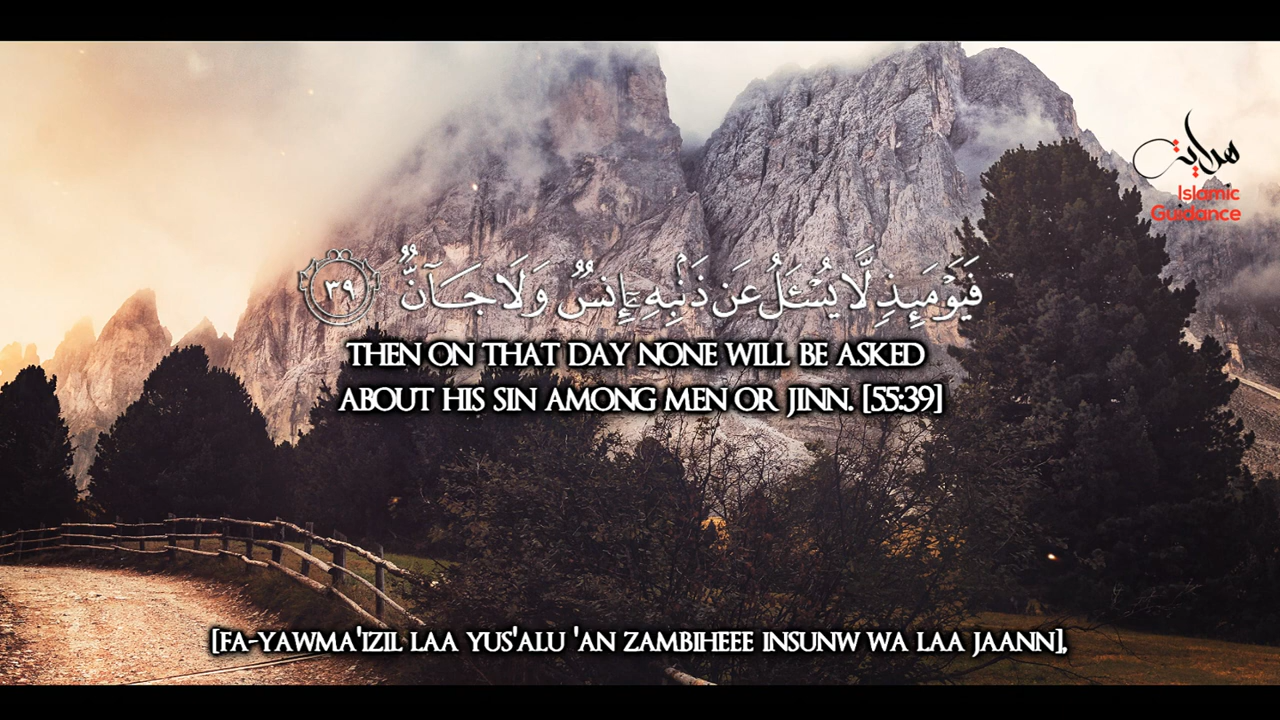 هداية
Islamic
Guidance
فَيَوْمَئِذٍ لَّا يُسْـَٔلُ عَن ذَنۢبِهِۦٓ إِنسٌ وَلَا جَآنٌّ ٣٩
THEN ON THAT DAY NONE WILL BE ASKED
ABOUT HIS SIN AMONG MEN OR JINN. [55:39]
[FA-YAWMA'IZIL LAA YUS'ALU 'AN ZAMBIHEEE INSUNW WA LAA JAANN],